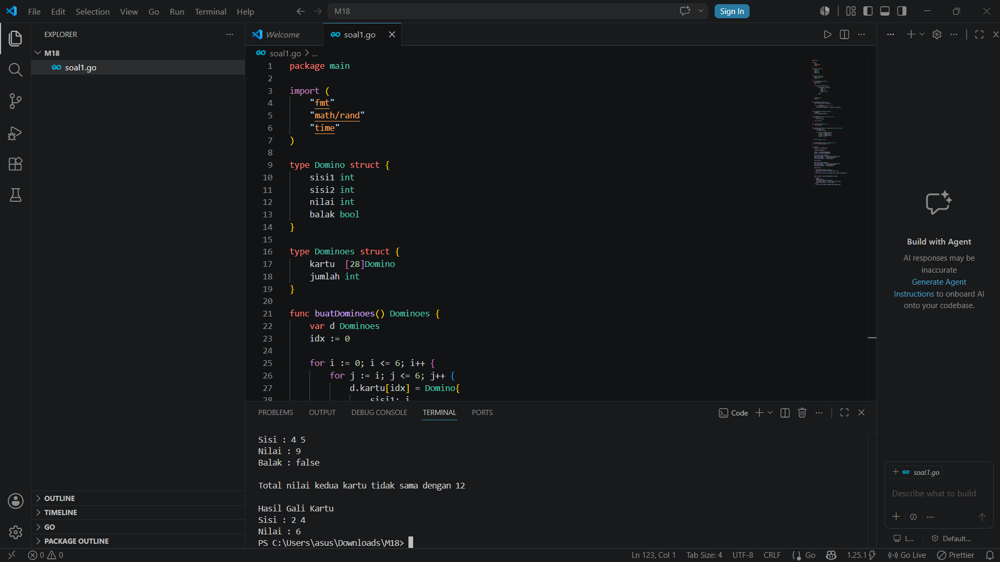 File Edit Selection View Go Run Terminal Help
M18
Sign In
EXPLORER
M18
soal1.go
OUTLINE
TIMELINE
GO
PACKAGE OUTLINE
Welcome
soal1.go
soal1.go > ...
1 package main
2
3 import (
4 "fmt"
5 "math/rand"
6 "time"
7 )
8
9 type Domino struct {
10 sisi1 int
11 sisi2 int
12 nilai int
13 balak bool
14 }
15
16 type Dominoes struct {
17 kartu [28]Domino
18 jumlah int
19 }
20
21 func buatDominoes() Dominoes {
22 var d Dominoes
23 idx := 0
24
25 for i := 0; i <= 6; i++ {
26 for j := i; j <= 6; j++ {
27 d.kartu[idx] = Domino{
28 sisi1: i
PROBLEMS OUTPUT DEBUG CONSOLE TERMINAL PORTS
Code
Sisi : 4 5
Nilai : 9
Balak : false
Total nilai kedua kartu tidak sama dengan 12
Hasil Gali Kartu
Sisi : 2 4
Nilai : 6
PS C:\Users\asus\Downloads\M18>
Build with Agent
AI responses may be
inaccurate
Generate Agent
Instructions to onboard AI
onto your codebase.
soal1.go
Describe what to build
L...
Default...
0 0
Ln 123, Col 1 Tab Size: 4 UTF-8 CRLF Go 1.25.1 Go Live Prettier